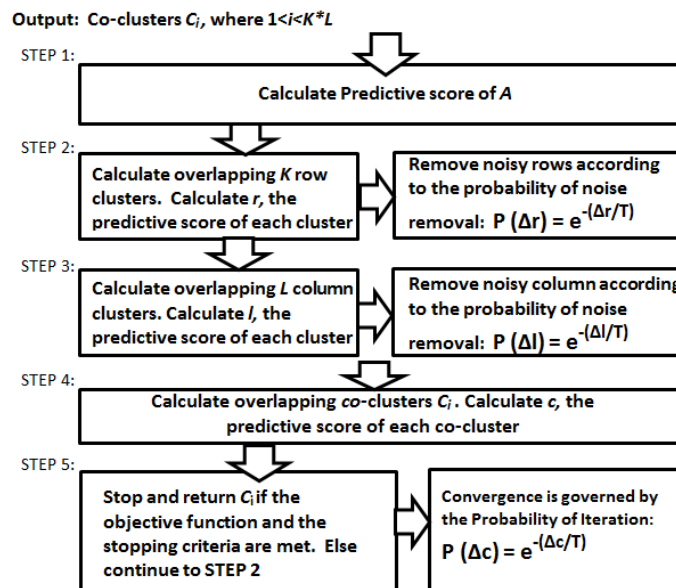 Output: Co-clusters Ci, where 1<i<K*L
STEP 1:
Calculate Predictive score of A
STEP 2:
Calculate overlapping K row
clusters. Calculate r, the
predictive score of each cluster
Remove noisy rows according
to the probability of noise
removal: P (Δr) = e-(Δr/T)
STEP 3:
Calculate overlapping L column
clusters. Calculate l, the
predictive score of each cluster
Remove noisy column according
to the probability of noise
removal: P (Δl) = e-(Δl/T)
STEP 4:
Calculate overlapping co-clusters Ci . Calculate c, the
predictive score of each co-cluster
STEP 5:
Stop and return Ci if the
objective function and the
stopping criteria are met. Else
continue to STEP 2
Convergence is governed by
the Probability of Iteration:
P (Δc) = e-(Δc/T)